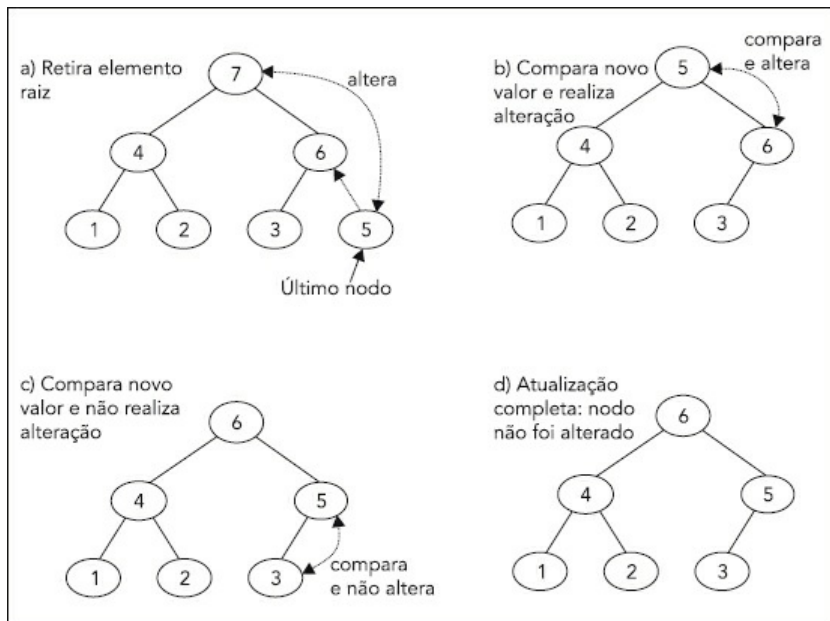 a) Retira elemento
raiz
7
altera
4
6
1
2
3
5
Último nodo
b) Compara novo
valor e realiza
alteração
5
compara
e altera
4
6
1
2
3
c) Compara novo
valor e não realiza
alteração
6
4
5
1
2
3
compara
e não altera
d) Atualização
completa: nodo
não foi alterado
6
4
5
1
2
3